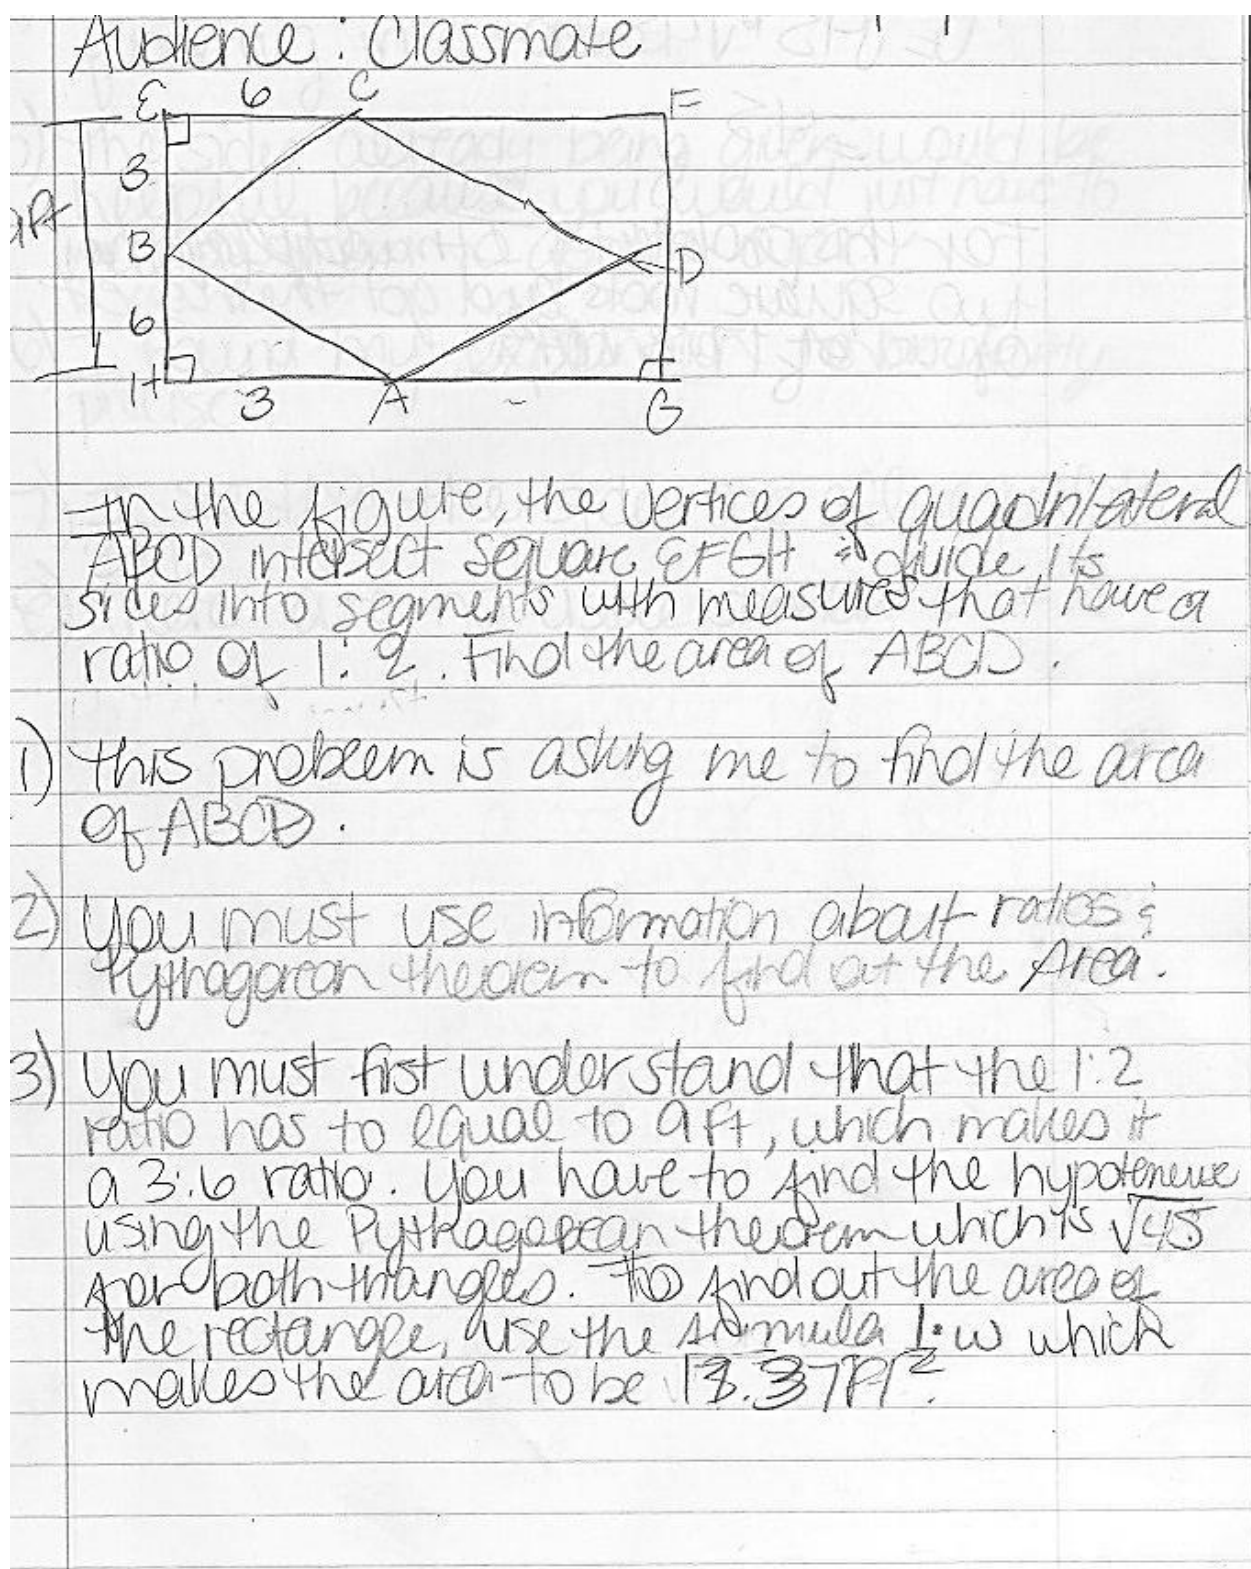 Audience : Classmate
E 6 C F
3
9ft
B D
6
H 3 A G
In the figure, the vertices of quadrilateral
ABCD intersect square EFGH & divide its
sides into segments with measures that have a
ratio of 1:2. Find the area of ABCD.
1) this problem is asking me to find the area
of ABCD.
2) You must use information about ratios &
Pythagorean theorem to find out the Area.
3) You must first understand that the 1:2
ratio has to equal to 9ft, which makes it
a 3:6 ratio. You have to find the hypotenuse
using the Pythagorean theorem which is √45
for both triangles. To find out the area of
the rectangle, use the formula l·w which
makes the area to be 13.37ft².